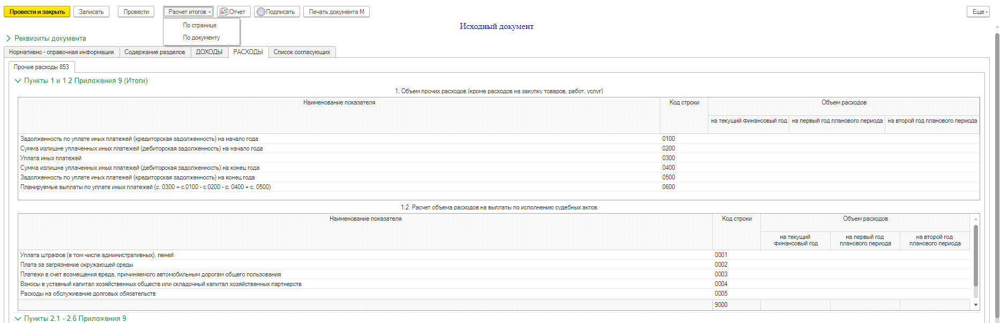 Провести и закрыть Записать Провести Расчет итогов Отчет Подписать Печать документа М Еще
По странице
По документу
Исходный документ
Реквизиты документа
Нормативно - справочная информация Содержание разделов ДОХОДЫ РАСХОДЫ Список согласующих
Прочие расходы 853
Пункты 1 и 1.2 Приложения 9 (Итоги)
1. Объем прочих расходов (кроме расходов на закупку товаров, работ, услуг)
Наименование показателя Код строки Объем расходов
на текущий финансовый год на первый год планового периода на второй год планового периода
Задолженность по уплате иных платежей (кредиторская задолженность) на начало года 0100
Сумма излишне уплаченных иных платежей (дебиторская задолженность) на начало года 0200
Уплата иных платежей 0300
Сумма излишне уплаченных иных платежей (дебиторская задолженность) на конец года 0400
Задолженность по уплате иных платежей (кредиторская задолженность) на конец года 0500
Планируемые выплаты по уплате иных платежей (с. 0300 + с.0100 - с.0200 - с. 0400 + с. 0500) 0600
1.2. Расчет объема расходов на выплаты по исполнению судебных актов
Наименование показателя Код строки Объем расходов
на текущий на первый год на второй год
финансовый год планового периода планового периода
Уплата штрафов (в том числе административных), пеней 0001
Плата за загрязнение окружающей среды 0002
Платежи в счет возмещения вреда, причиняемого автомобильным дорогам общего пользования 0003
Взносы в уставный капитал хозяйственных обществ или складочный капитал хозяйственных партнерств 0004
Расходы на обслуживание долговых обязательств 0005
9000
Пункты 2.1 - 2.6 Приложения 9